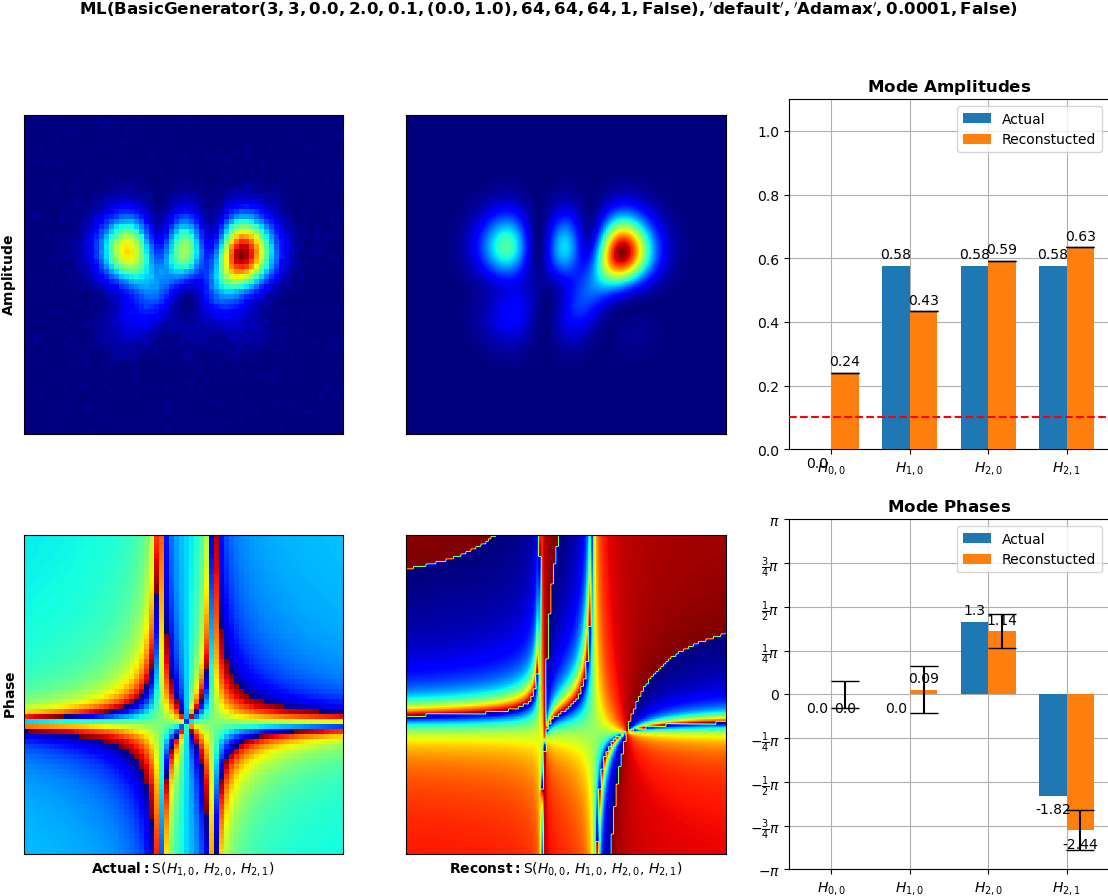 ML(BasicGenerator(3, 3, 0.0, 2.0, 0.1, (0.0, 1.0), 64, 64, 64, 1, False), 'default', 'Adamax', 0.0001, False)
Mode Amplitudes
Amplitude
Actual
Reconstucted
1.0
0.8
0.6
0.4
0.2
0.0
0.0
0.24
0.58
0.43
0.58
0.59
0.58
0.63
H0,0
H1,0
H2,0
H2,1
Mode Phases
Phase
Actual
Reconstucted
π
3/4π
1/2π
1/4π
0
−1/4π
−1/2π
−3/4π
−π
0.0
0.0
0.0
0.09
1.3
1.14
-1.82
-2.44
H0,0
H1,0
H2,0
H2,1
Actual: S(H1,0, H2,0, H2,1)
Reconst: S(H0,0, H1,0, H2,0, H2,1)